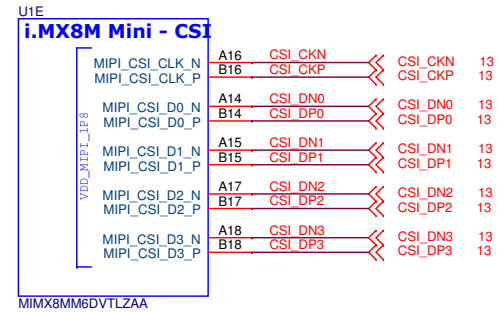 U1E
i.MX8M Mini - CSI
VDD_MIPI_1P8
MIPI_CSI_CLK_N A16 CSI_CKN CSI_CKN 13
MIPI_CSI_CLK_P B16 CSI_CKP CSI_CKP 13
MIPI_CSI_D0_N A14 CSI_DN0 CSI_DN0 13
MIPI_CSI_D0_P B14 CSI_DP0 CSI_DP0 13
MIPI_CSI_D1_N A15 CSI_DN1 CSI_DN1 13
MIPI_CSI_D1_P B15 CSI_DP1 CSI_DP1 13
MIPI_CSI_D2_N A17 CSI_DN2 CSI_DN2 13
MIPI_CSI_D2_P B17 CSI_DP2 CSI_DP2 13
MIPI_CSI_D3_N A18 CSI_DN3 CSI_DN3 13
MIPI_CSI_D3_P B18 CSI_DP3 CSI_DP3 13
MIMX8MM6DVTLZAA